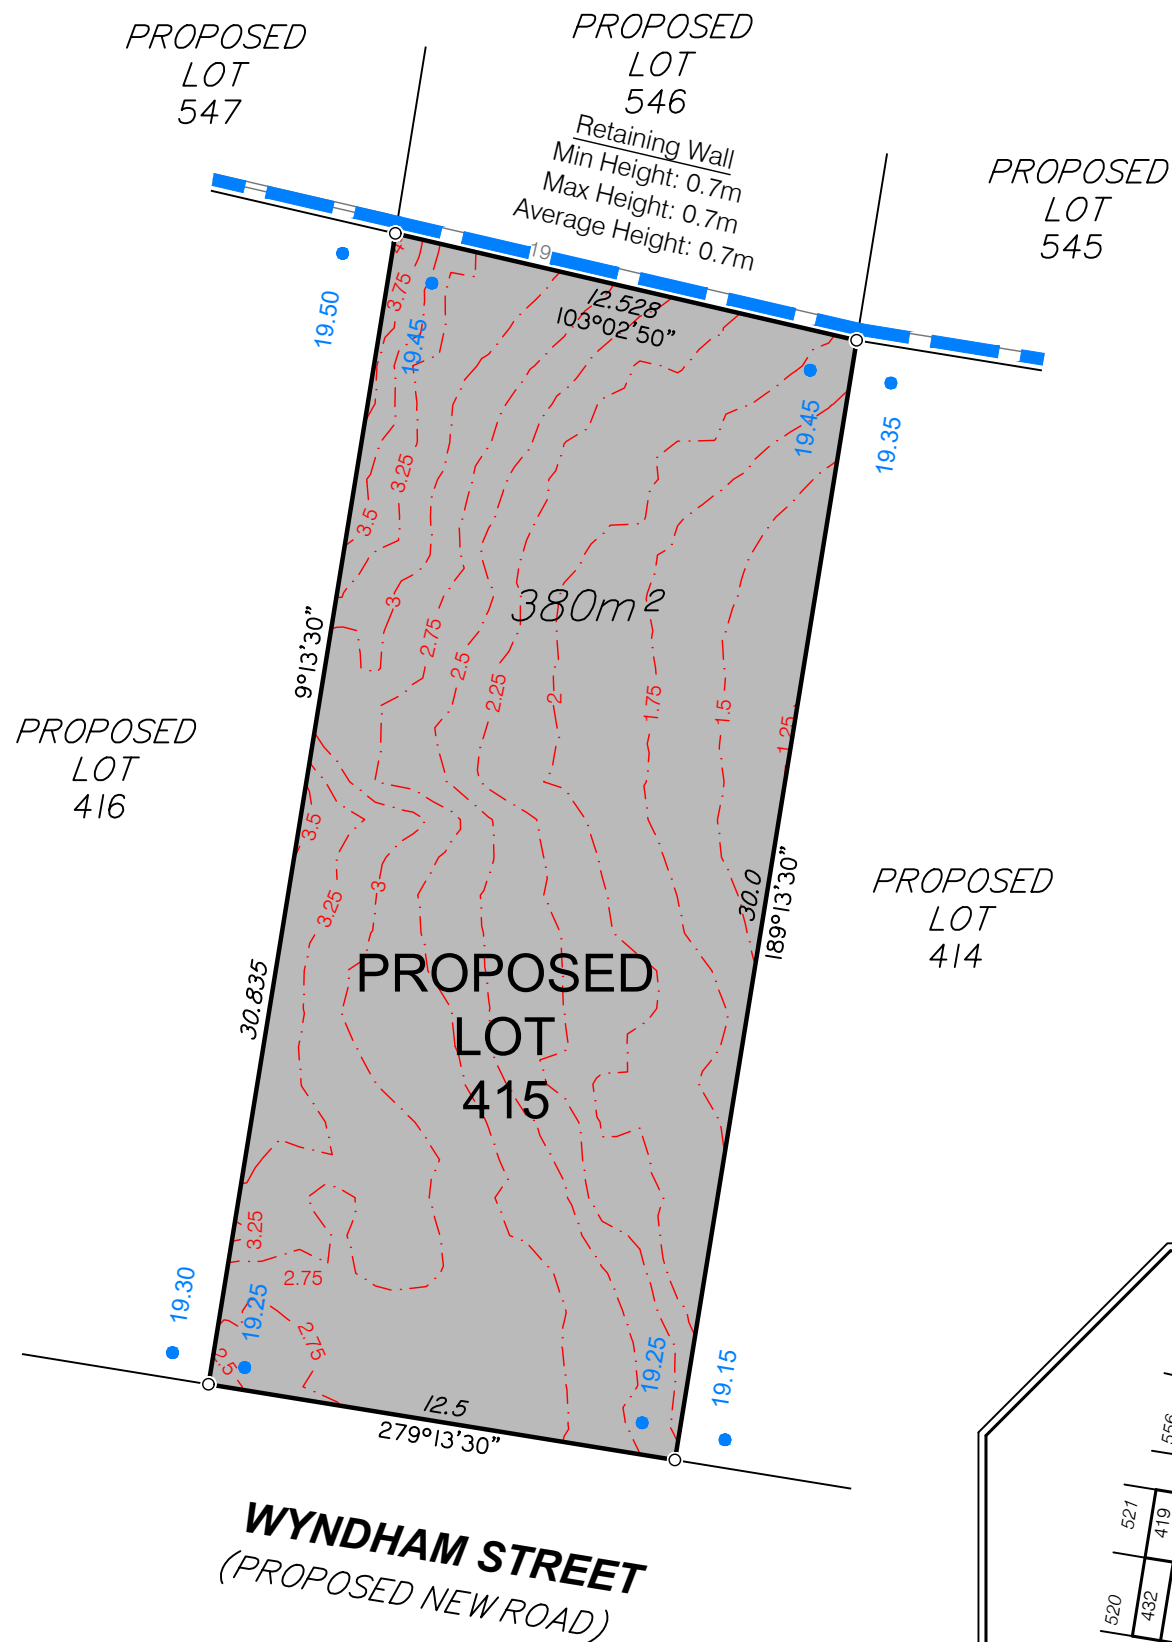 PROPOSED
LOT
547
PROPOSED
LOT
546
Retaining Wall
Min Height: 0.7m
Max Height: 0.7m
Average Height: 0.7m
PROPOSED
LOT
545
19
12.528
103°02'50"
19.50
19.45
19.45
19.35
4
3.75
3.25
3.5
3
2.75
2.5
2.25
2
1.75
1.5
1.25
380m²
9°13'30"
PROPOSED
LOT
416
3.5
3.25
3
30.0
189°13'30"
PROPOSED
LOT
414
30.835
PROPOSED
LOT
415
3.25
2.75
2.75
2.5
19.30
19.25
19.25
19.15
12.5
279°13'30"
WYNDHAM STREET
(PROPOSED NEW ROAD)
556
521
419
520
432